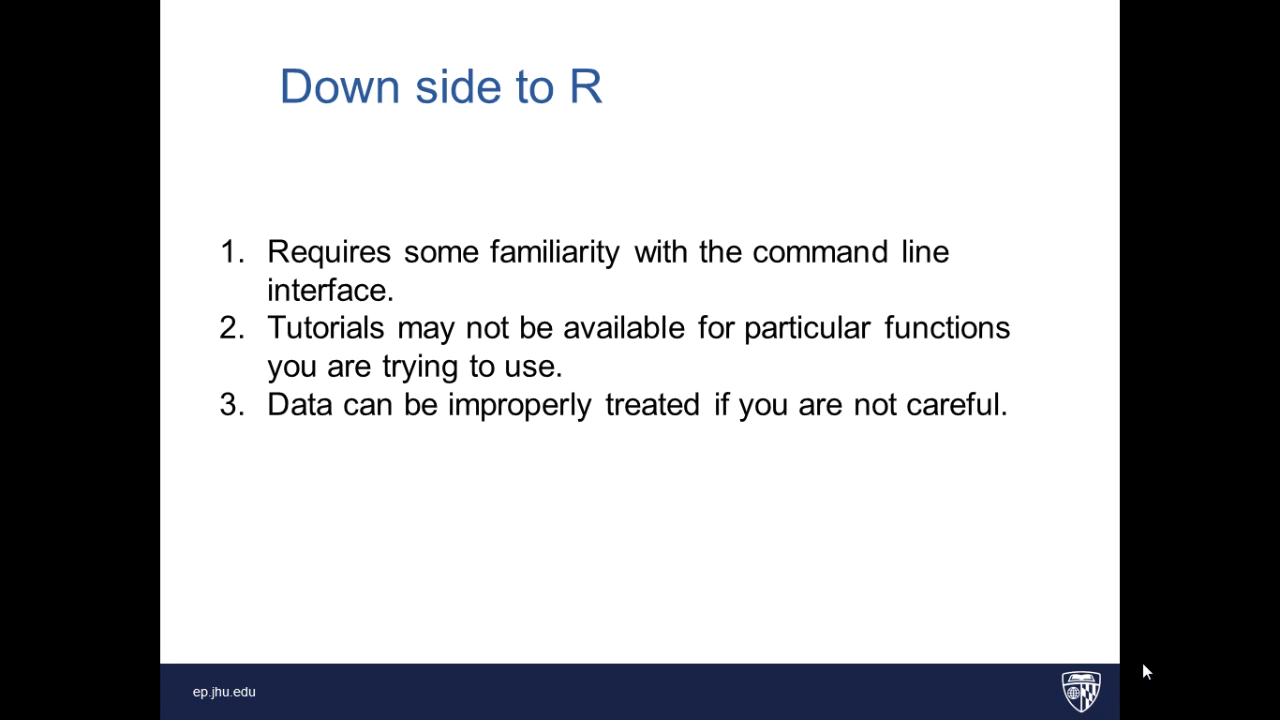 Down side to R
1. Requires some familiarity with the command line
interface.
2. Tutorials may not be available for particular functions
you are trying to use.
3. Data can be improperly treated if you are not careful.
ep.jhu.edu